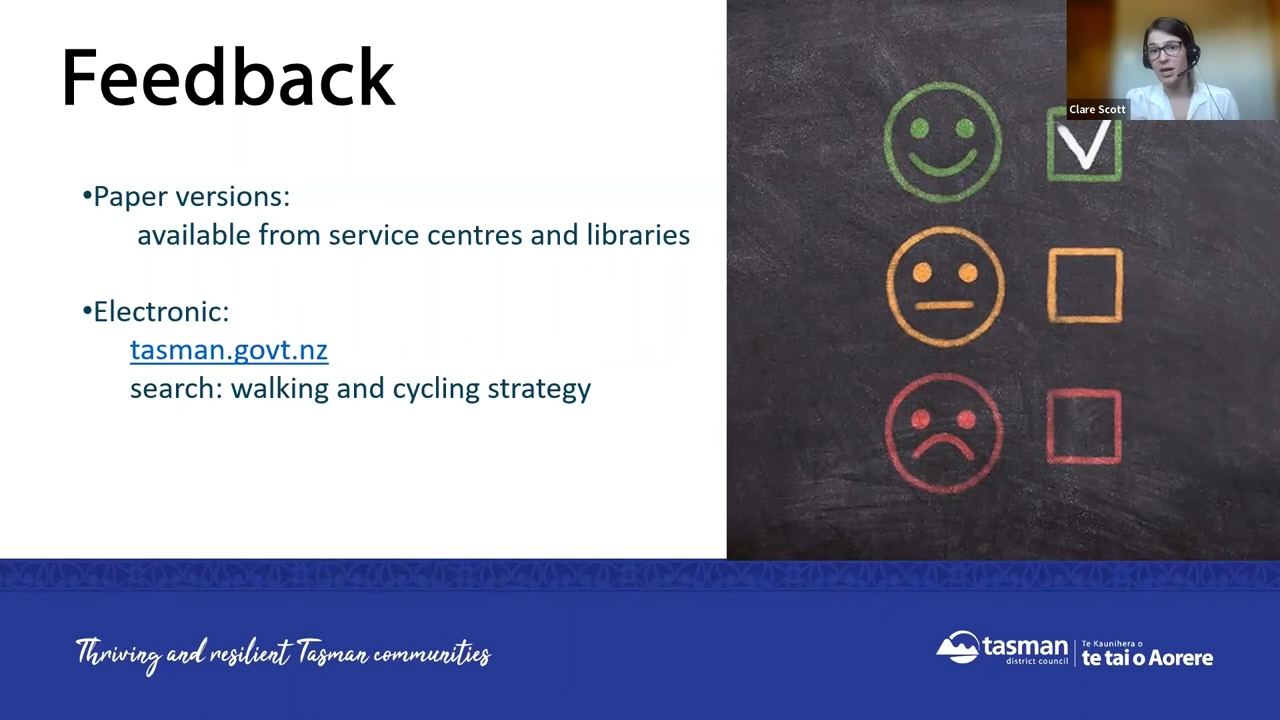 Feedback
Clare Scott
•Paper versions:
available from service centres and libraries
•Electronic:
tasman.govt.nz
search: walking and cycling strategy
Thriving and resilient Tasman communities
tasman
district council
Te Kaunihera o
te tai o Aorere